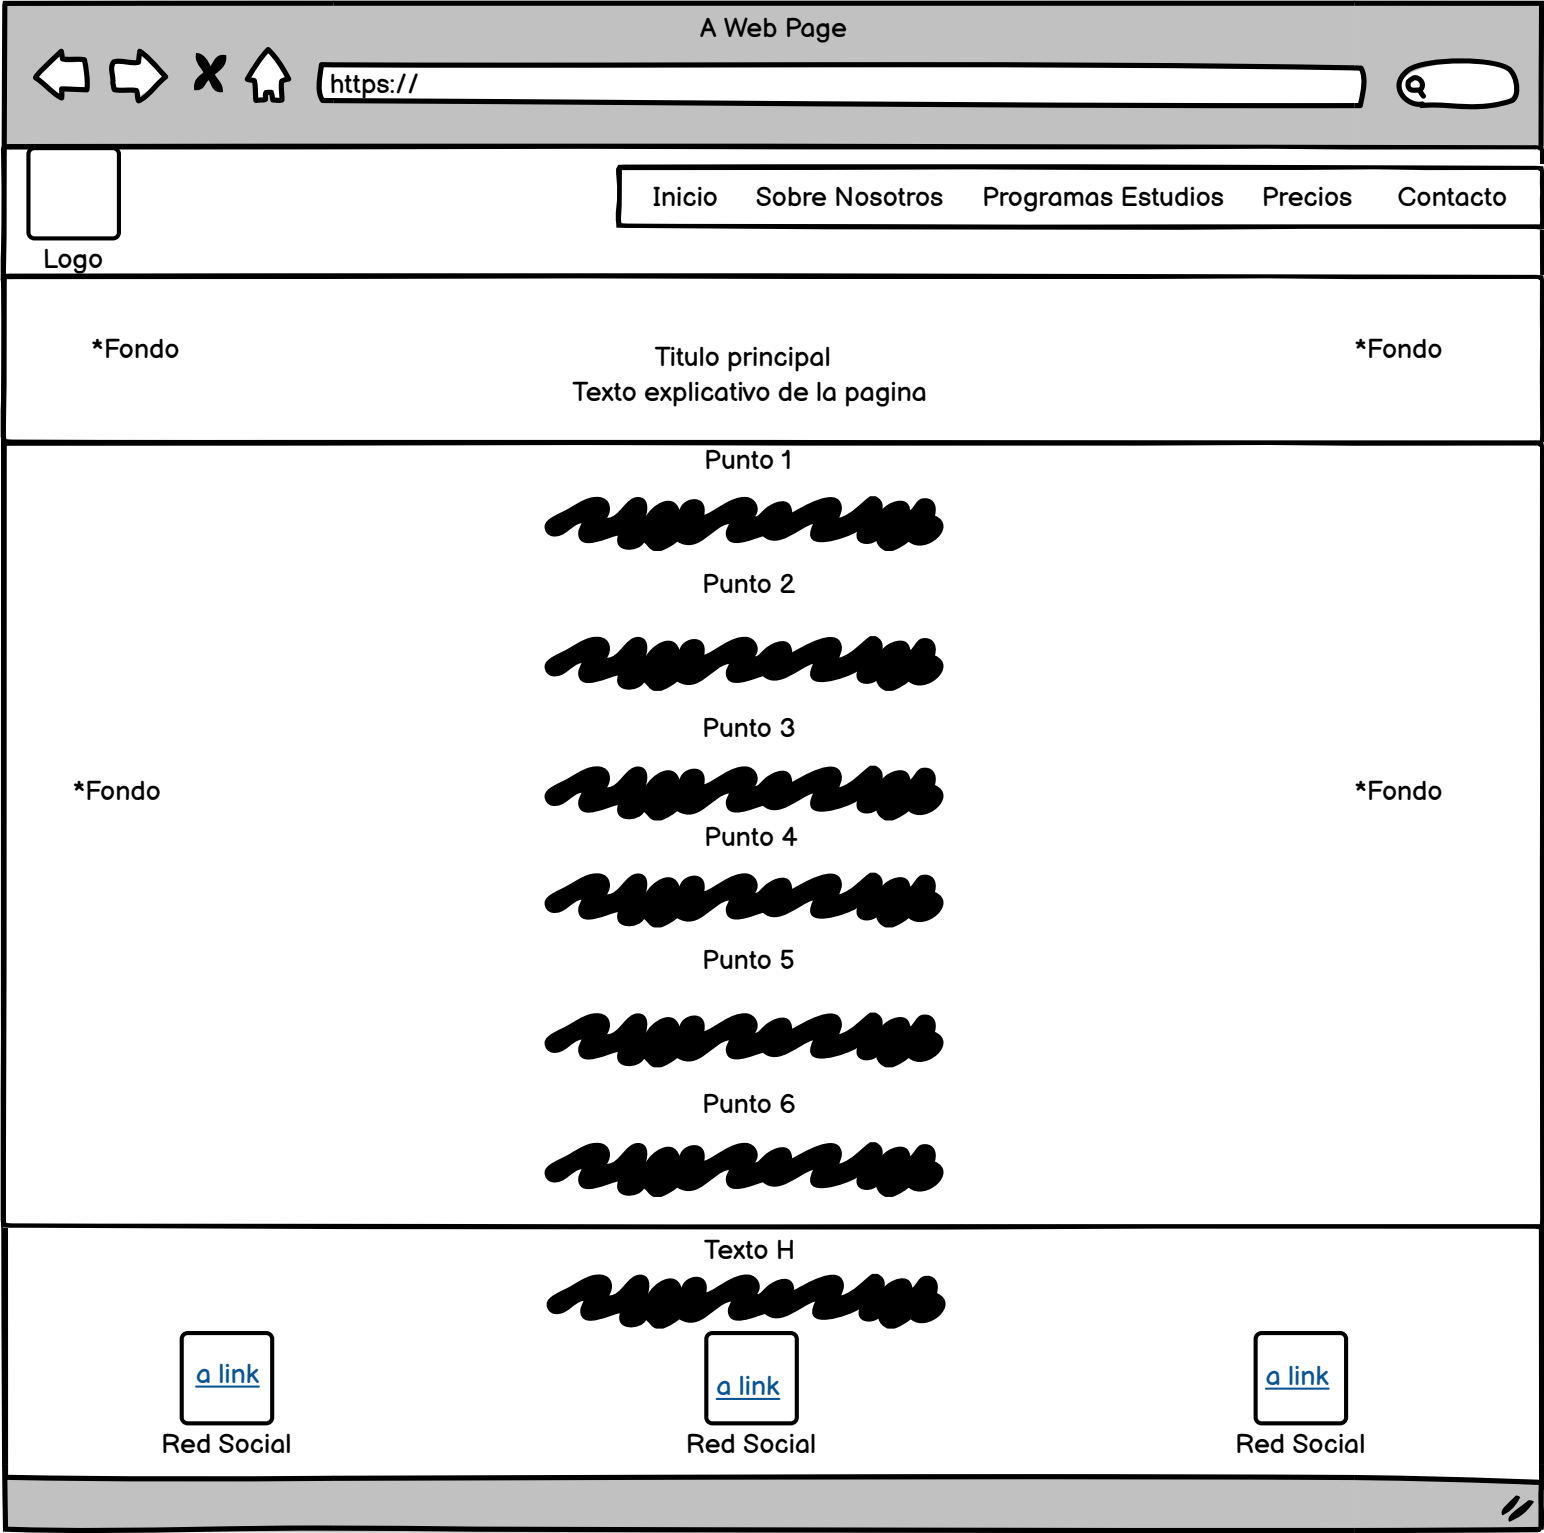 A Web Page
https://
Inicio Sobre Nosotros Programas Estudios Precios Contacto
Logo
*Fondo
*Fondo
Titulo principal
Texto explicativo de la pagina
Punto 1
Punto 2
Punto 3
*Fondo
*Fondo
Punto 4
Punto 5
Punto 6
Texto H
a link
a link
a link
Red Social
Red Social
Red Social